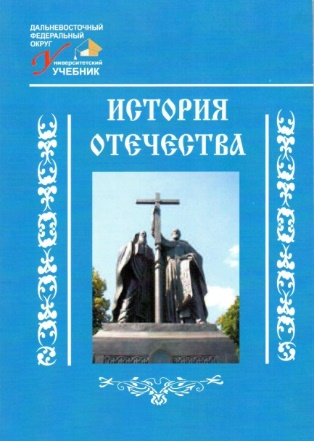 ДАЛЬНЕВОСТОЧНЫЙ
ФЕДЕРАЛЬНЫЙ
ОКРУГ
Университетский
УЧЕБНИК
ИСТОРИЯ
ОТЕЧЕСТВА